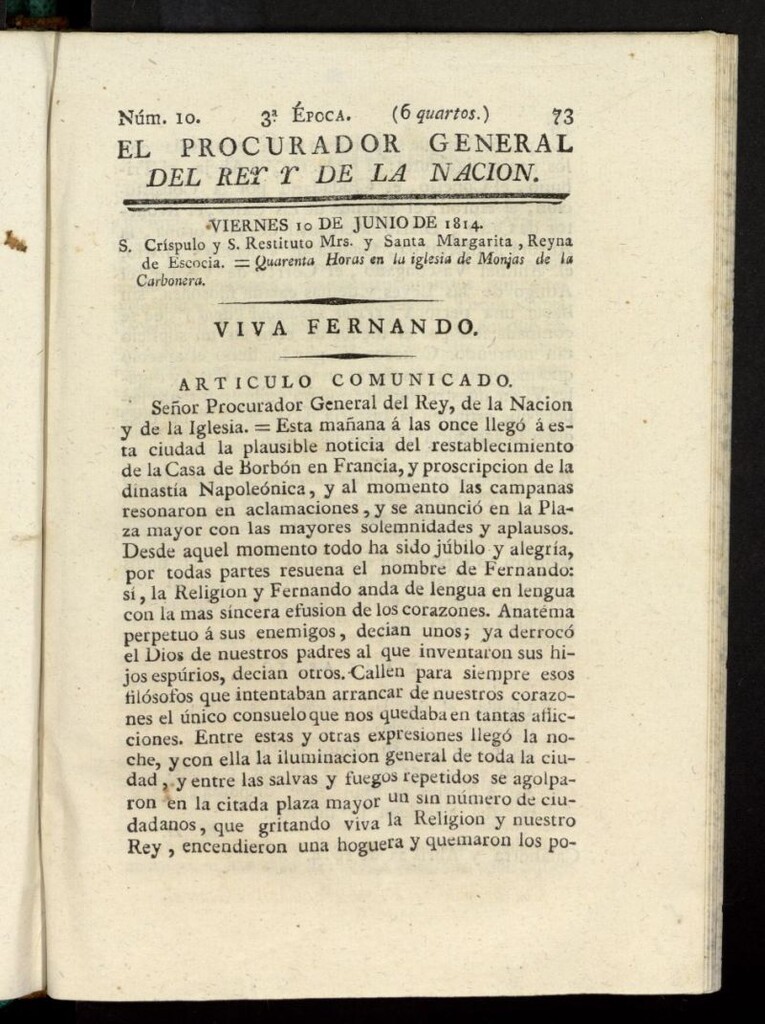 Núm. 10. 3ª ÉPOCA. (6 quartos.) 73
EL PROCURADOR GENERAL
DEL REY Y DE LA NACION.
VIERNES 10 DE JUNIO DE 1814.
S. Críspulo y S. Restituto Mrs. y Santa Margarita, Reyna
de Escocia. = Quarenta Horas en la iglesia de Monjas de la
Carbonera.
VIVA FERNANDO.
ARTICULO COMUNICADO.
Señor Procurador General del Rey, de la Nacion
y de la Iglesia. = Esta mañana á las once llegó á es-
ta ciudad la plausible noticia del restablecimiento
de la Casa de Borbón en Francia, y proscripcion de la
dinastía Napoleónica, y al momento las campanas
resonaron en aclamaciones, y se anunció en la Pla-
za mayor con las mayores solemnidades y aplausos.
Desde aquel momento todo ha sido júbilo y alegría,
por todas partes resuena el nombre de Fernando:
sí, la Religion y Fernando anda de lengua en lengua
con la mas sincera efusion de los corazones. Anatéma
perpetuo á sus enemigos, decian unos; ya derrocó
el Dios de nuestros padres al que inventaron sus hi-
jos espúrios, decian otros. Callen para siempre esos
filósofos que intentaban arrancar de nuestros corazo-
nes el único consuelo que nos quedaba en tantas aflic-
ciones. Entre estas y otras expresiones llegó la no-
che, y con ella la iluminacion general de toda la ciu-
dad, y entre las salvas y fuegos repetidos se agolpa-
ron en la citada plaza mayor un sin número de ciu-
dadanos, que gritando viva la Religion y nuestro
Rey, encendieron una hoguera y quemaron los po-